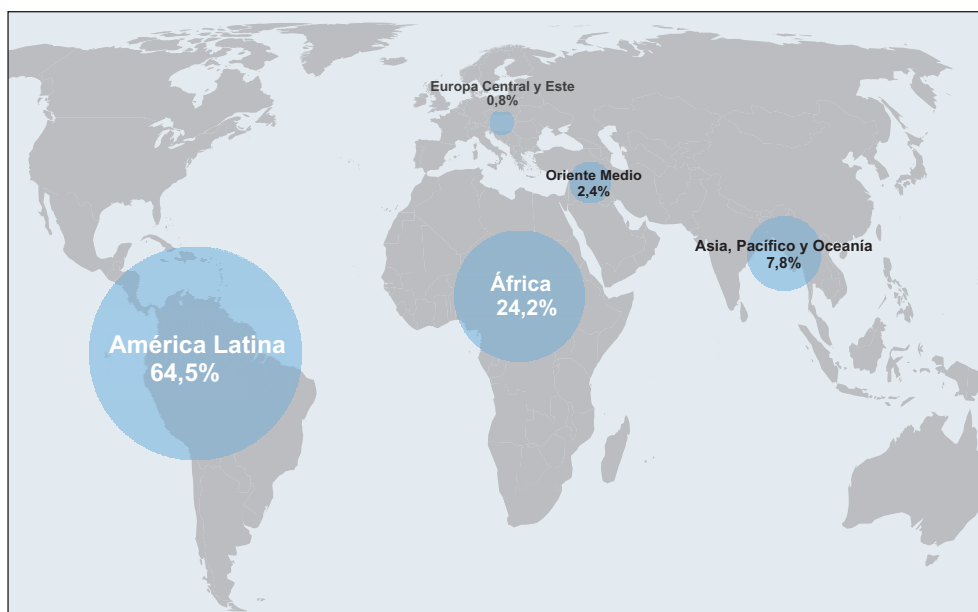 Europa Central y Este
0,8%
Oriente Medio
2,4%
Asia, Pacífico y Oceanía
7,8%
África
24,2%
América Latina
64,5%